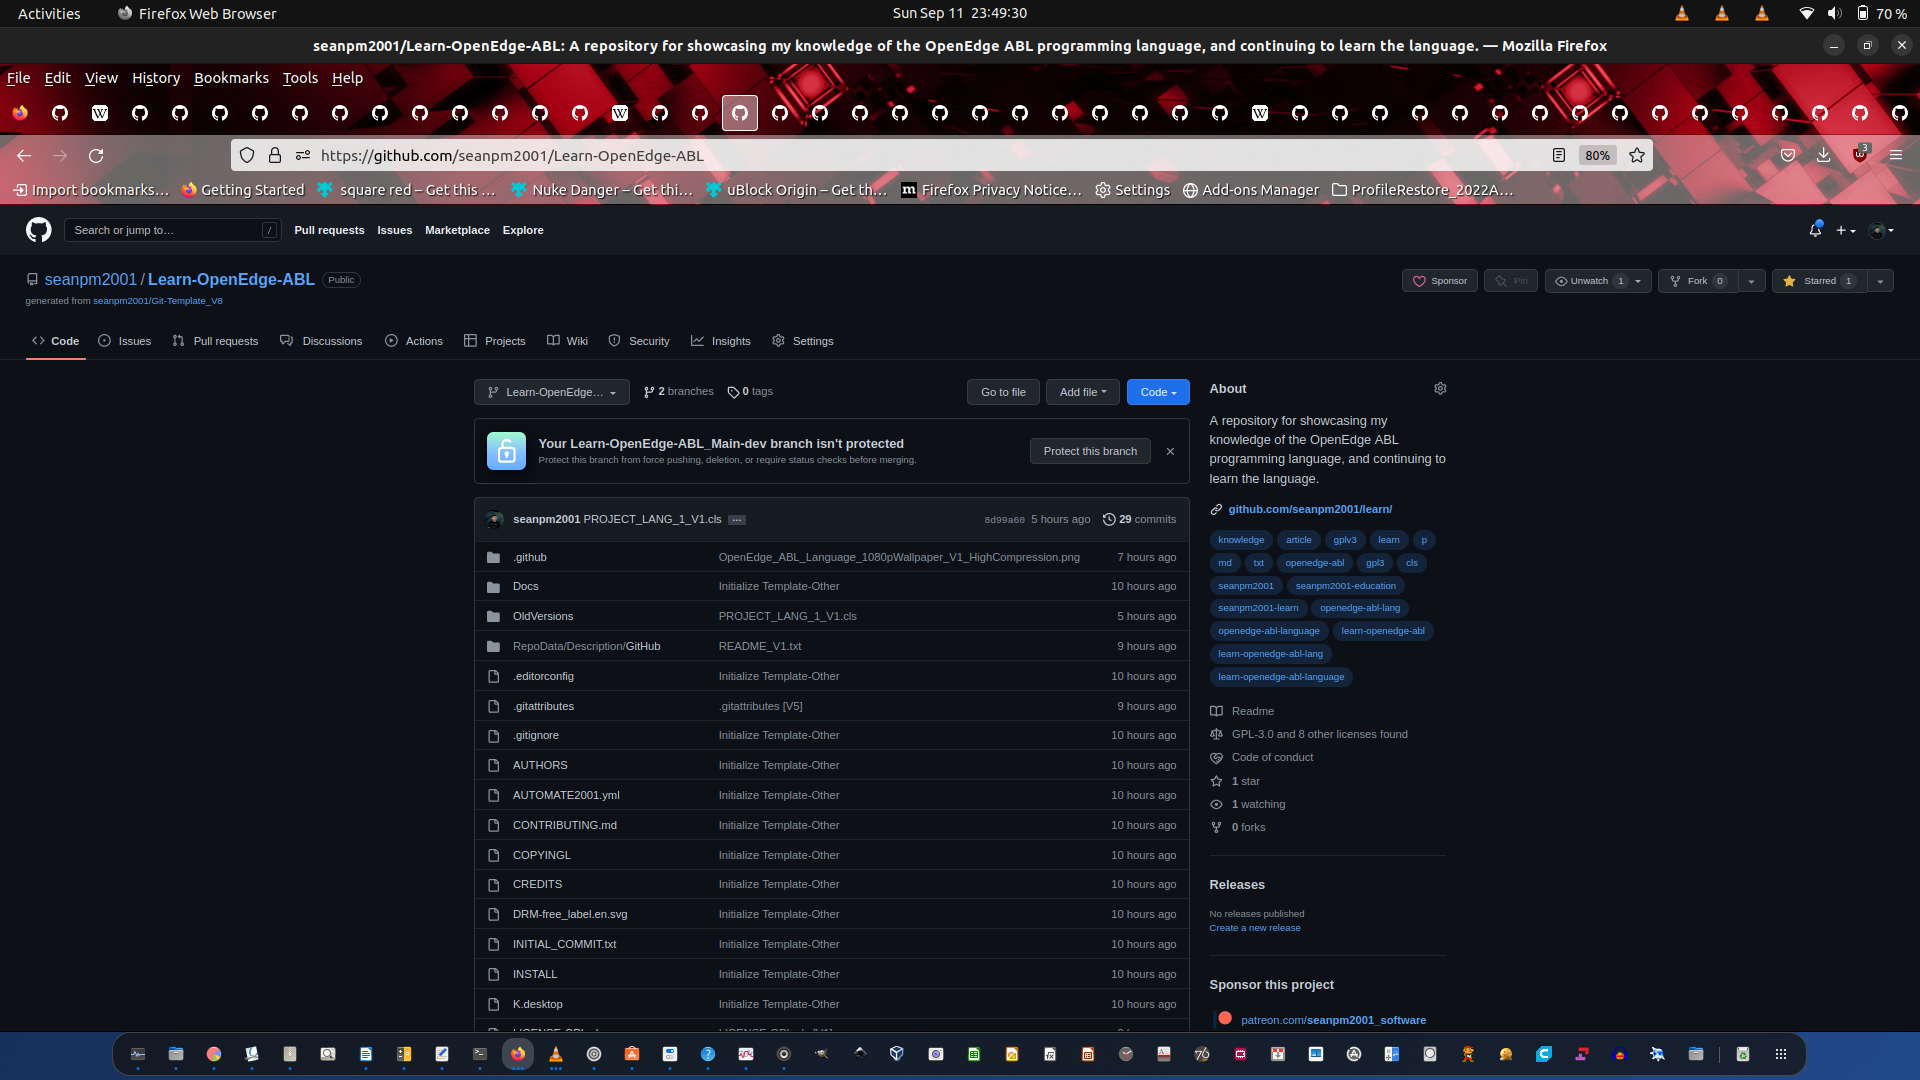 Activities
Firefox Web Browser
Sun Sep 11 23:49:30
70 %
seanpm2001/Learn-OpenEdge-ABL: A repository for showcasing my knowledge of the OpenEdge ABL programming language, and continuing to learn the language. — Mozilla Firefox
File Edit View History Bookmarks Tools Help
https://github.com/seanpm2001/Learn-OpenEdge-ABL
80%
3
Import bookmarks…
Getting Started
square red – Get this …
Nuke Danger – Get thi…
uBlock Origin – Get th…
Firefox Privacy Notice…
Settings
Add-ons Manager
ProfileRestore_2022A…
Search or jump to…
/
Pull requests Issues Marketplace Explore
seanpm2001 / Learn-OpenEdge-ABL Public
generated from seanpm2001/Git-Template_V8
Sponsor
Pin
Unwatch 1
Fork 0
Starred 1
Code
Issues
Pull requests
Discussions
Actions
Projects
Wiki
Security
Insights
Settings
Learn-OpenEdge…
2 branches
0 tags
Go to file
Add file
Code
Your Learn-OpenEdge-ABL_Main-dev branch isn't protected
Protect this branch from force pushing, deletion, or require status checks before merging.
Protect this branch
seanpm2001 PROJECT_LANG_1_V1.cls … 8d99a60 5 hours ago 29 commits
.github OpenEdge_ABL_Language_1080pWallpaper_V1_HighCompression.png 7 hours ago
Docs Initialize Template-Other 10 hours ago
OldVersions PROJECT_LANG_1_V1.cls 5 hours ago
RepoData/Description/GitHub README_V1.txt 9 hours ago
.editorconfig Initialize Template-Other 10 hours ago
.gitattributes .gitattributes [V5] 9 hours ago
.gitignore Initialize Template-Other 10 hours ago
AUTHORS Initialize Template-Other 10 hours ago
AUTOMATE2001.yml Initialize Template-Other 10 hours ago
CONTRIBUTING.md Initialize Template-Other 10 hours ago
COPYINGL Initialize Template-Other 10 hours ago
CREDITS Initialize Template-Other 10 hours ago
DRM-free_label.en.svg Initialize Template-Other 10 hours ago
INITIAL_COMMIT.txt Initialize Template-Other 10 hours ago
INSTALL Initialize Template-Other 10 hours ago
K.desktop Initialize Template-Other 10 hours ago
About
A repository for showcasing my
knowledge of the OpenEdge ABL
programming language, and continuing to
learn the language.
github.com/seanpm2001/learn/
knowledge article gplv3 learn p
md txt openedge-abl gpl3 cls
seanpm2001 seanpm2001-education
seanpm2001-learn openedge-abl-lang
openedge-abl-language learn-openedge-abl
learn-openedge-abl-lang
learn-openedge-abl-language
Readme
GPL-3.0 and 8 other licenses found
Code of conduct
1 star
1 watching
0 forks
Releases
No releases published
Create a new release
Sponsor this project
patreon.com/seanpm2001_software